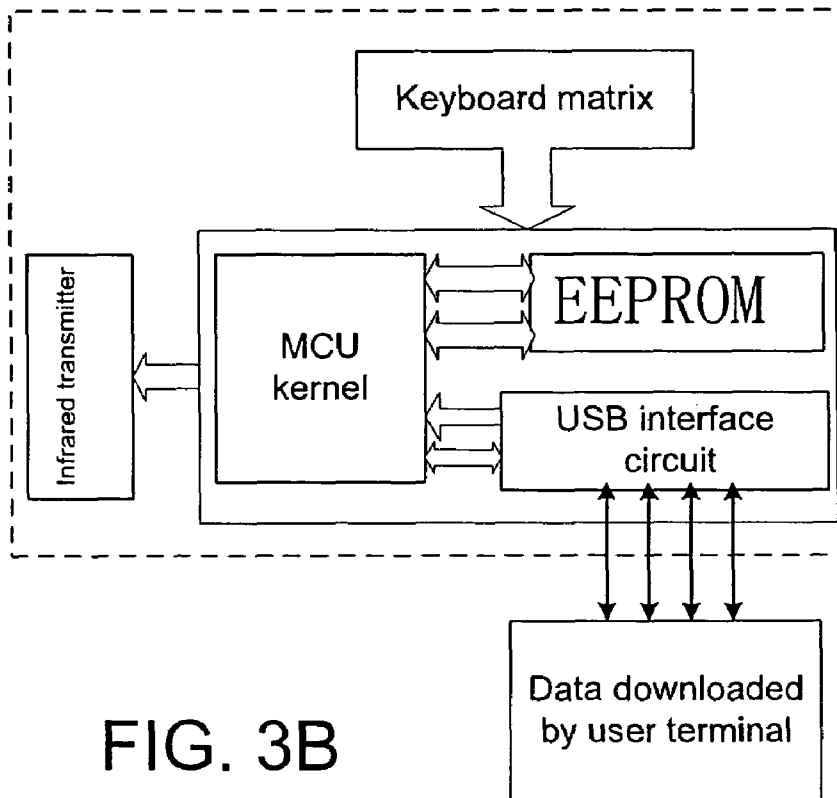 Keyboard matrix
Infrared transmitter
MCU
kernel
EEPROM
USB interface
circuit
Data downloaded
by user terminal
FIG. 3B